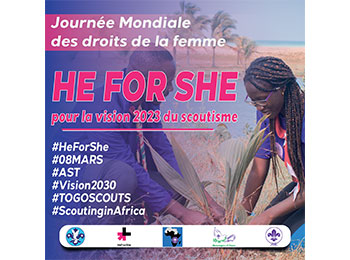 Journée Mondiale
des droits de la femme
HE FOR SHE
pour la vision 2023 du scoutisme
#HeForShe
#08MARS
#AST
#Vision2030
#TOGOSCOUTS
#ScoutinginAfrica